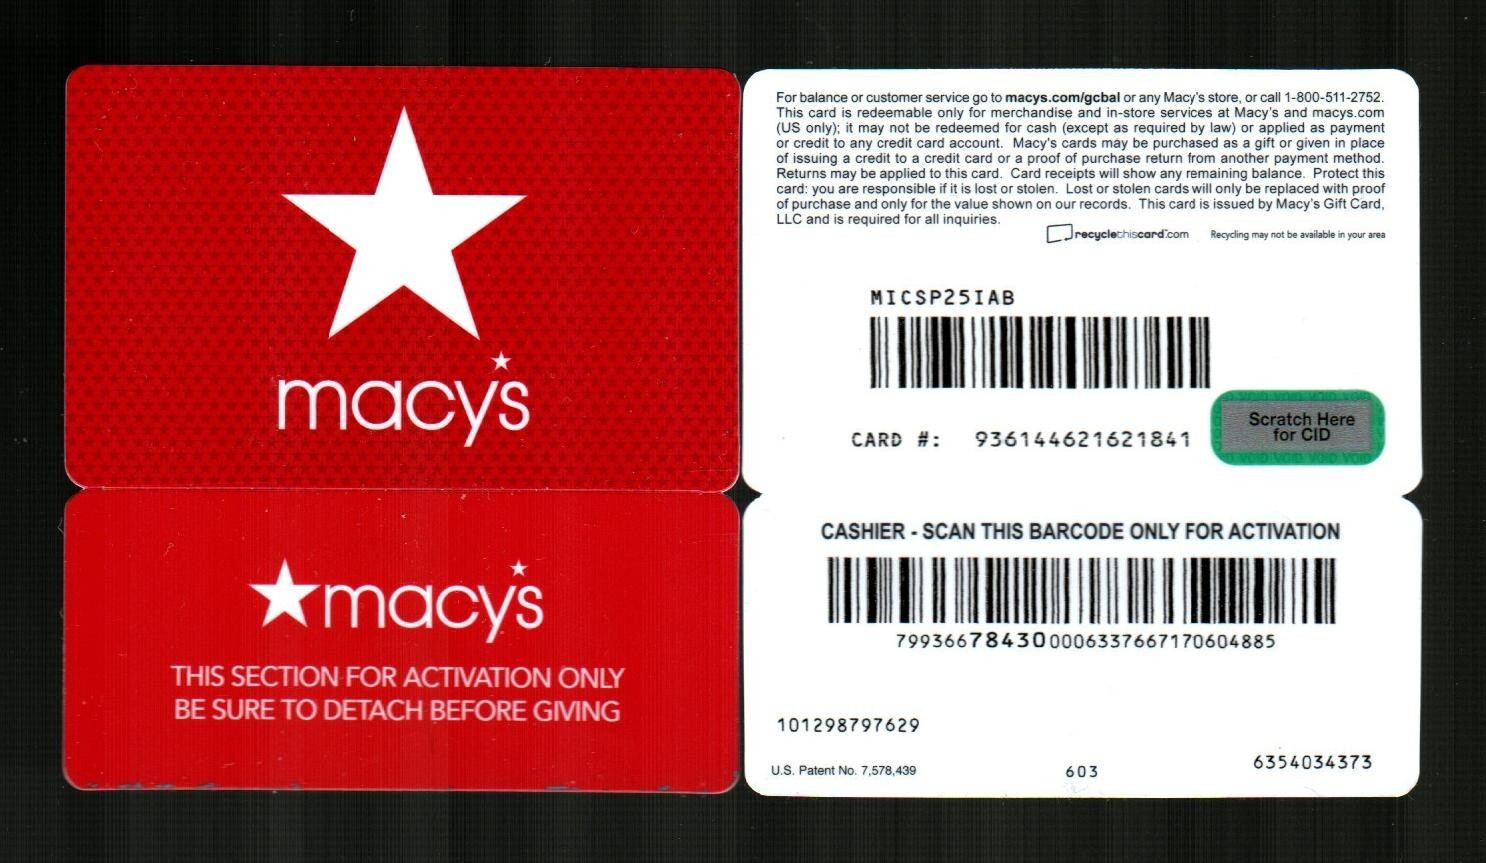 macy's
macy's
THIS SECTION FOR ACTIVATION ONLY
BE SURE TO DETACH BEFORE GIVING
For balance or customer service go to macys.com/gcbal or any Macy's store, or call 1-800-511-2752.
This card is redeemable only for merchandise and in-store services at Macy's and macys.com
(US only); it may not be redeemed for cash (except as required by law) or applied as payment
or credit to any credit card account. Macy's cards may be purchased as a gift or given in place
of issuing a credit to a credit card or a proof of purchase return from another payment method.
Returns may be applied to this card. Card receipts will show any remaining balance. Protect this
card: you are responsible if it is lost or stolen. Lost or stolen cards will only be replaced with proof
of purchase and only for the value shown on our records. This card is issued by Macy's Gift Card,
LLC and is required for all inquiries.
recyclethiscard.com Recycling may not be available in your area
MICSP25IAB
VOID VOID VOID VOID
Scratch Here
for CID
VOID VOID VOID VOID
CARD #: 936144621621841
CASHIER - SCAN THIS BARCODE ONLY FOR ACTIVATION
799366784300006337667170604885
101298797629
U.S. Patent No. 7,578,439 603 6354034373